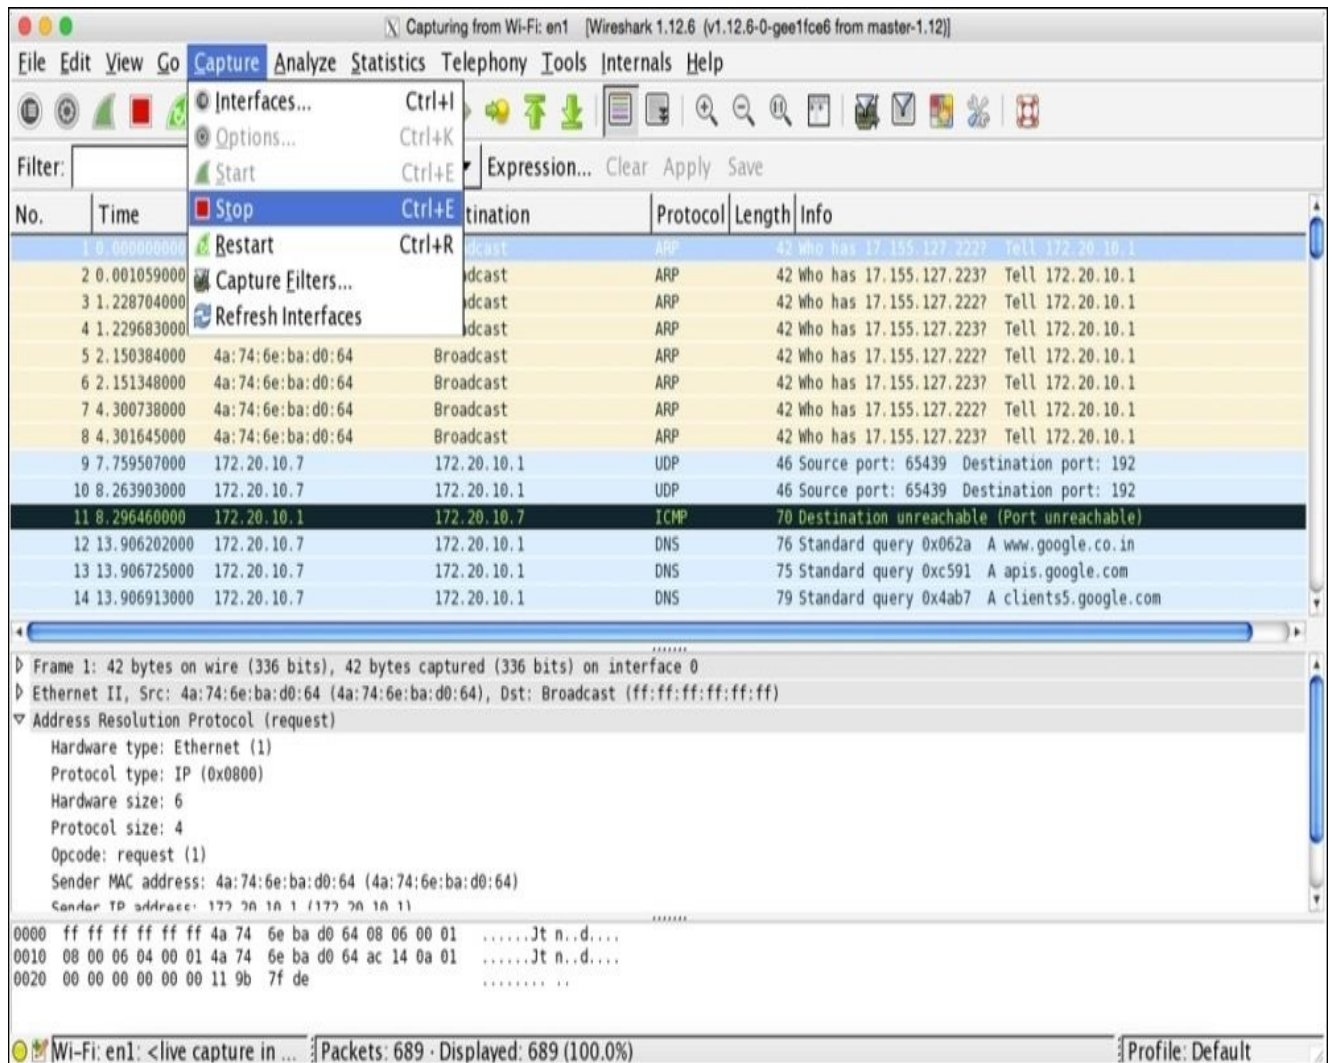 Capturing from Wi-Fi: en1 [Wireshark 1.12.6 (v1.12.6-0-gee1fce6 from master-1.12)]
File Edit View Go Capture Analyze Statistics Telephony Tools Internals Help
Interfaces... Ctrl+I
Options... Ctrl+K
Start Ctrl+E
Stop Ctrl+E
Restart Ctrl+R
Capture Filters...
Refresh Interfaces
Filter: Expression... Clear Apply Save
No. Time tination Protocol Length Info
1 0.000000000 dcast ARP 42 Who has 17.155.127.222? Tell 172.20.10.1
2 0.001059000 dcast ARP 42 Who has 17.155.127.223? Tell 172.20.10.1
3 1.228704000 dcast ARP 42 Who has 17.155.127.222? Tell 172.20.10.1
4 1.229683000 dcast ARP 42 Who has 17.155.127.223? Tell 172.20.10.1
5 2.150384000 4a:74:6e:ba:d0:64 Broadcast ARP 42 Who has 17.155.127.222? Tell 172.20.10.1
6 2.151348000 4a:74:6e:ba:d0:64 Broadcast ARP 42 Who has 17.155.127.223? Tell 172.20.10.1
7 4.300738000 4a:74:6e:ba:d0:64 Broadcast ARP 42 Who has 17.155.127.222? Tell 172.20.10.1
8 4.301645000 4a:74:6e:ba:d0:64 Broadcast ARP 42 Who has 17.155.127.223? Tell 172.20.10.1
9 7.759507000 172.20.10.7 172.20.10.1 UDP 46 Source port: 65439 Destination port: 192
10 8.263903000 172.20.10.7 172.20.10.1 UDP 46 Source port: 65439 Destination port: 192
11 8.296460000 172.20.10.1 172.20.10.7 ICMP 70 Destination unreachable (Port unreachable)
12 13.906202000 172.20.10.7 172.20.10.1 DNS 76 Standard query 0x062a A www.google.co.in
13 13.906725000 172.20.10.7 172.20.10.1 DNS 75 Standard query 0xc591 A apis.google.com
14 13.906913000 172.20.10.7 172.20.10.1 DNS 79 Standard query 0x4ab7 A clients5.google.com
Frame 1: 42 bytes on wire (336 bits), 42 bytes captured (336 bits) on interface 0
Ethernet II, Src: 4a:74:6e:ba:d0:64 (4a:74:6e:ba:d0:64), Dst: Broadcast (ff:ff:ff:ff:ff:ff)
Address Resolution Protocol (request)
Hardware type: Ethernet (1)
Protocol type: IP (0x0800)
Hardware size: 6
Protocol size: 4
Opcode: request (1)
Sender MAC address: 4a:74:6e:ba:d0:64 (4a:74:6e:ba:d0:64)
Sender IP address: 172.20.10.1 (172.20.10.1)
0000 ff ff ff ff ff ff 4a 74 6e ba d0 64 08 06 00 01 ......Jt n..d....
0010 08 00 06 04 00 01 4a 74 6e ba d0 64 ac 14 0a 01 ......Jt n..d....
0020 00 00 00 00 00 00 11 9b 7f de ........ ..
Wi-Fi: en1: <live capture in ... Packets: 689 · Displayed: 689 (100.0%) Profile: Default